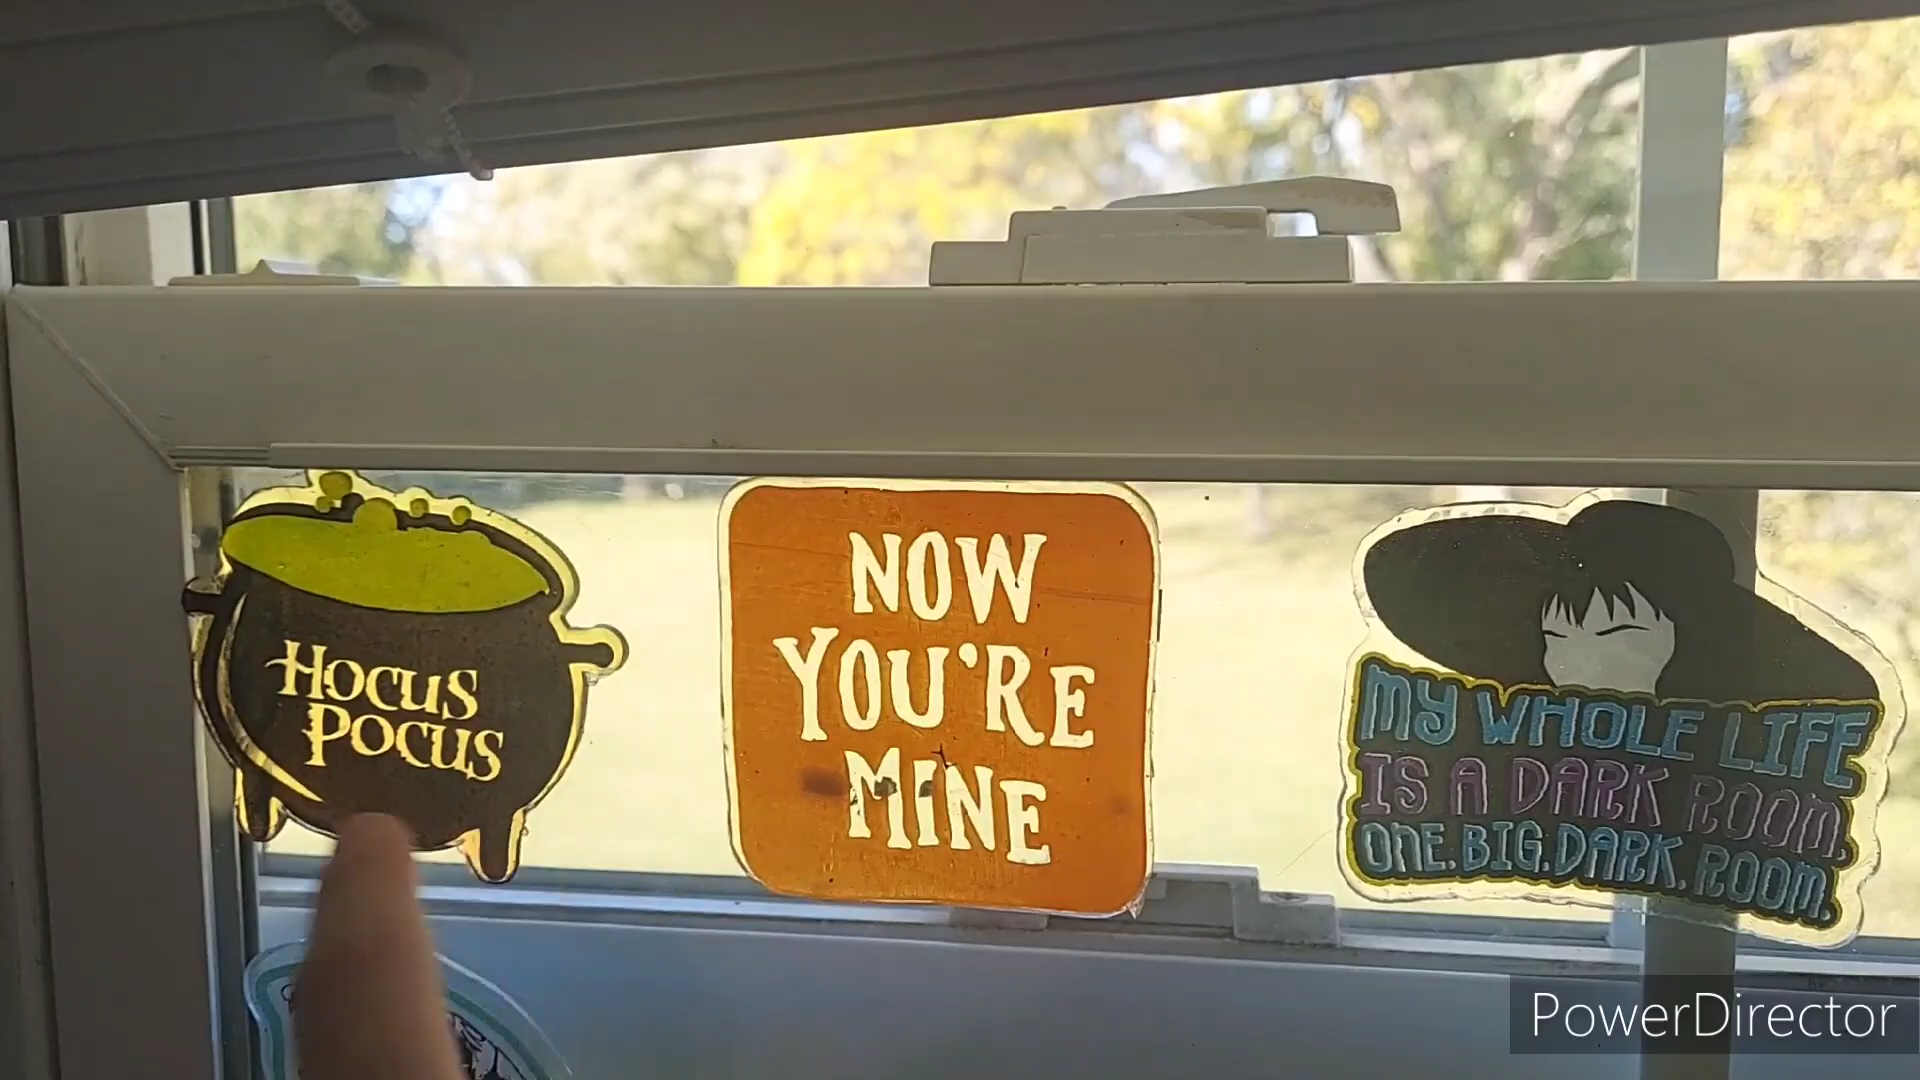 HOCUS
POCUS
NOW
YOU'RE
MINE
MY WHOLE LIFE
IS A DARK ROOM.
ONE.BIG.DARK.ROOM.
PowerDirector